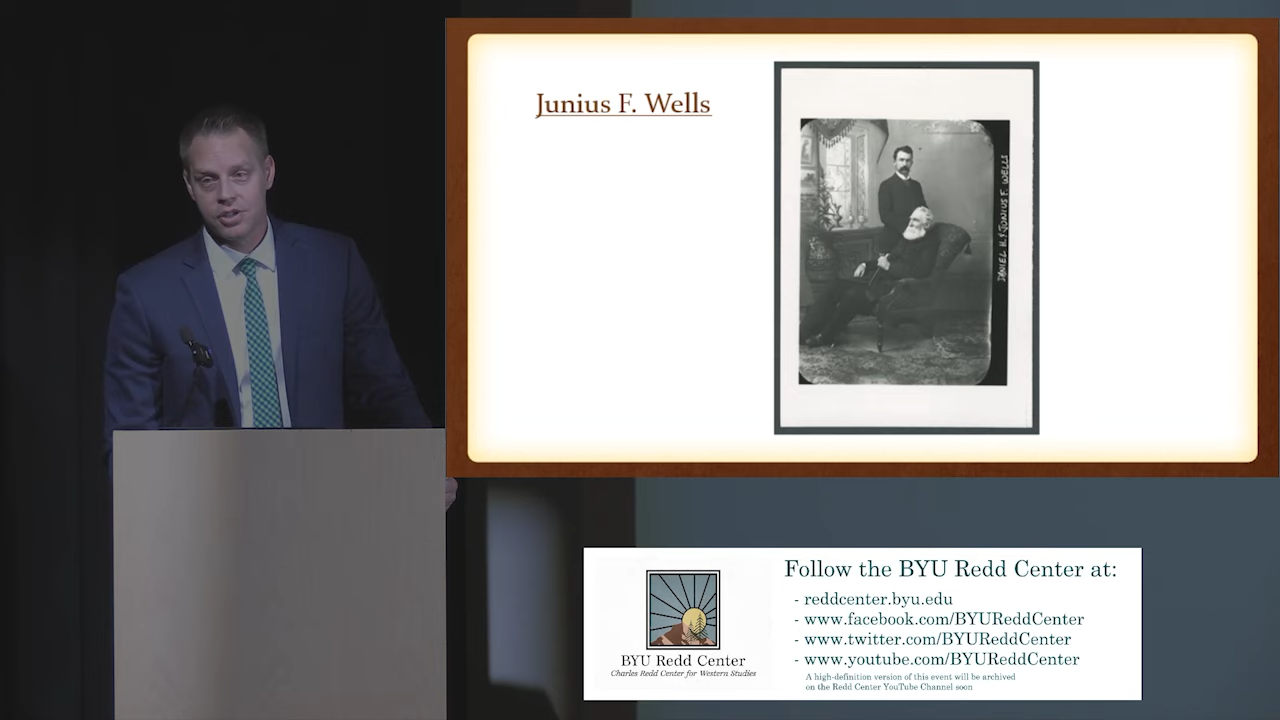 Junius F. Wells
DANIEL H. & JUNIUS F. WELLS
BYU Redd Center
Charles Redd Center for Western Studies
Follow the BYU Redd Center at:
- reddcenter.byu.edu
- www.facebook.com/BYUReddCenter
- www.twitter.com/BYUReddCenter
- www.youtube.com/BYUReddCenter
A high-definition version of this event will be archived
on the Redd Center YouTube Channel soon